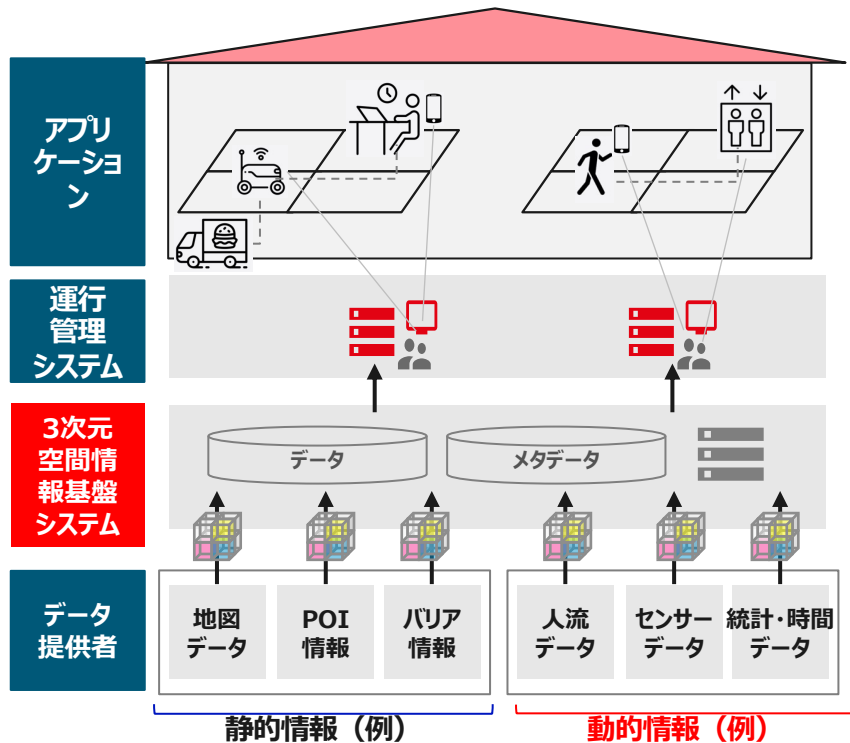 アプリ
ケーショ
ン
運行
管理
システム
3次元
空間情
報基盤
システム
データ
メタデータ
データ
提供者
地図
データ
POI
情報
バリア
情報
人流
データ
センサー
データ
統計・時間
データ
静的情報（例）
動的情報（例）